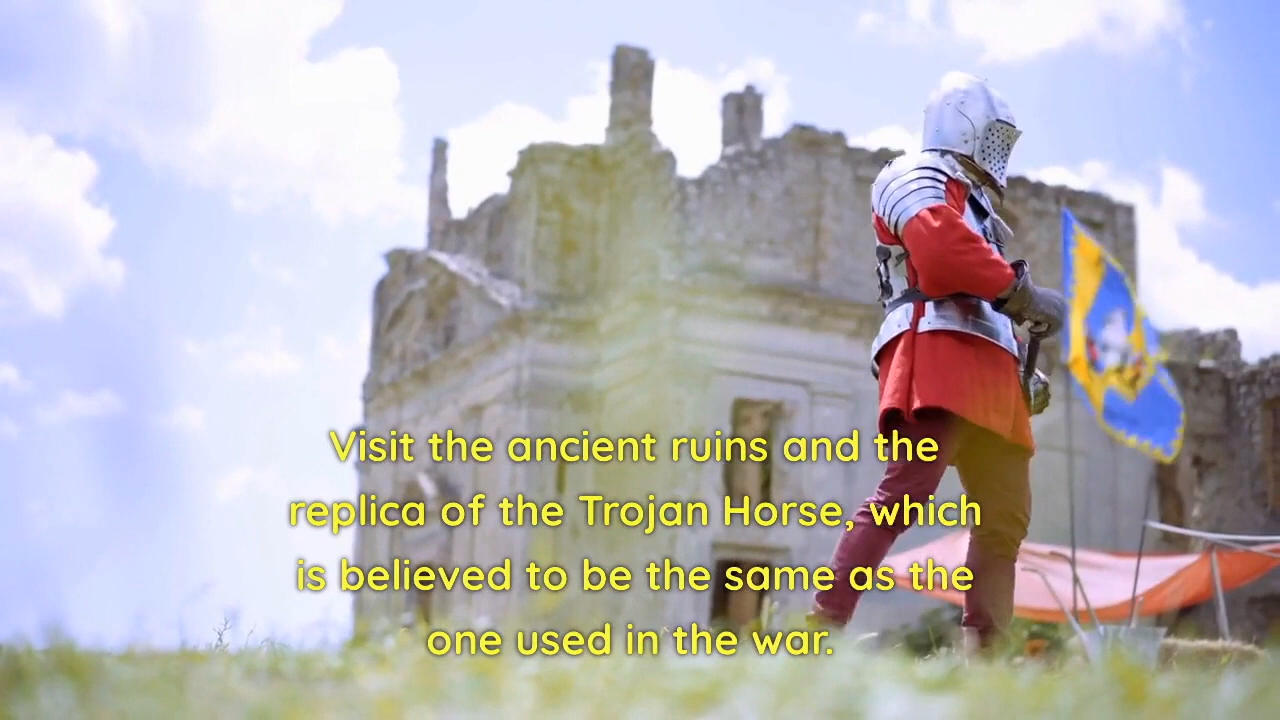 Visit the ancient ruins and the
replica of the Trojan Horse, which
is believed to be the same as the
one used in the war.